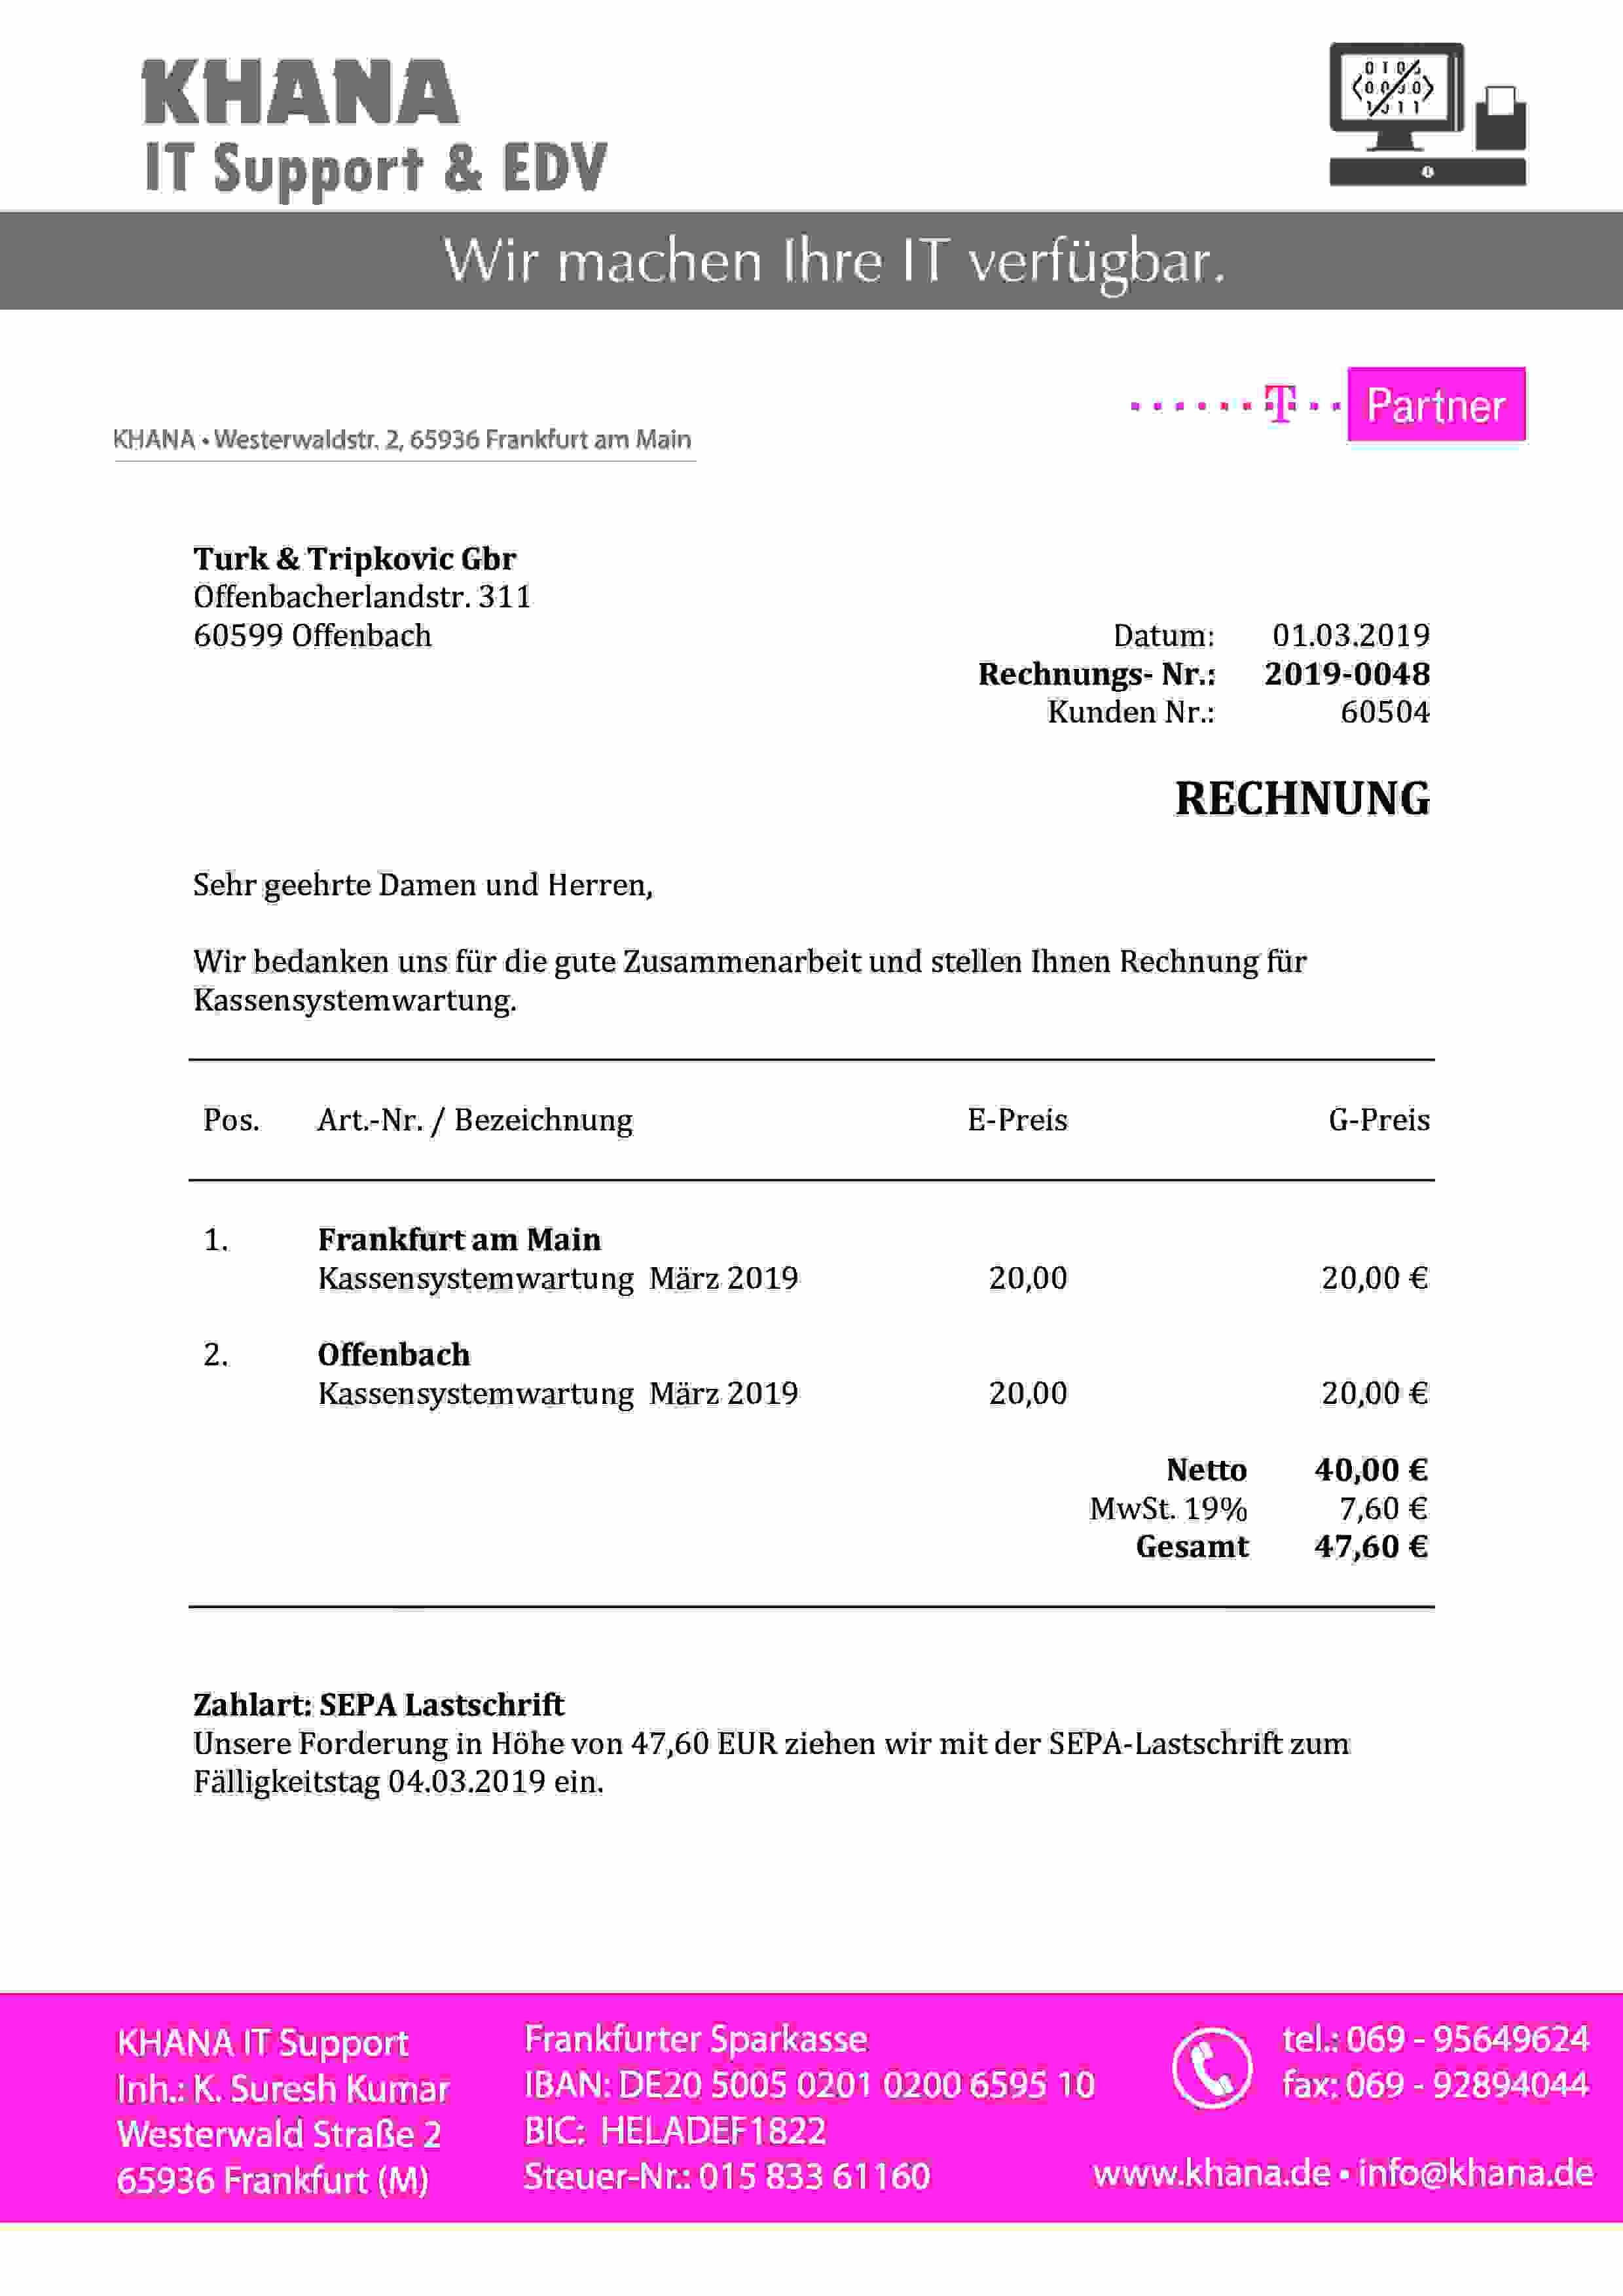 KHANA
IT Support & EDV
Wir machen Ihre IT verfügbar.
T Partner
KHANA • Westerwaldstr. 2, 65936 Frankfurt am Main
Turk & Tripkovic Gbr
Offenbacherlandstr. 311
60599 Offenbach
Datum: 01.03.2019
Rechnungs- Nr.: 2019-0048
Kunden Nr.: 60504
RECHNUNG
Sehr geehrte Damen und Herren,
Wir bedanken uns für die gute Zusammenarbeit und stellen Ihnen Rechnung für
Kassensystemwartung.
Pos. Art.-Nr. / Bezeichnung E-Preis G-Preis
1. Frankfurt am Main
Kassensystemwartung März 2019 20,00 20,00 €
2. Offenbach
Kassensystemwartung März 2019 20,00 20,00 €
Netto 40,00 €
MwSt. 19% 7,60 €
Gesamt 47,60 €
Zahlart: SEPA Lastschrift
Unsere Forderung in Höhe von 47,60 EUR ziehen wir mit der SEPA-Lastschrift zum
Fälligkeitstag 04.03.2019 ein.
KHANA IT Support
Inh.: K. Suresh Kumar
Westerwald Straße 2
65936 Frankfurt (M)
Frankfurter Sparkasse
IBAN: DE20 5005 0201 0200 6595 10
BIC: HELADEF1822
Steuer-Nr.: 015 833 61160
tel.: 069 - 95649624
fax: 069 - 92894044
www.khana.de • info@khana.de